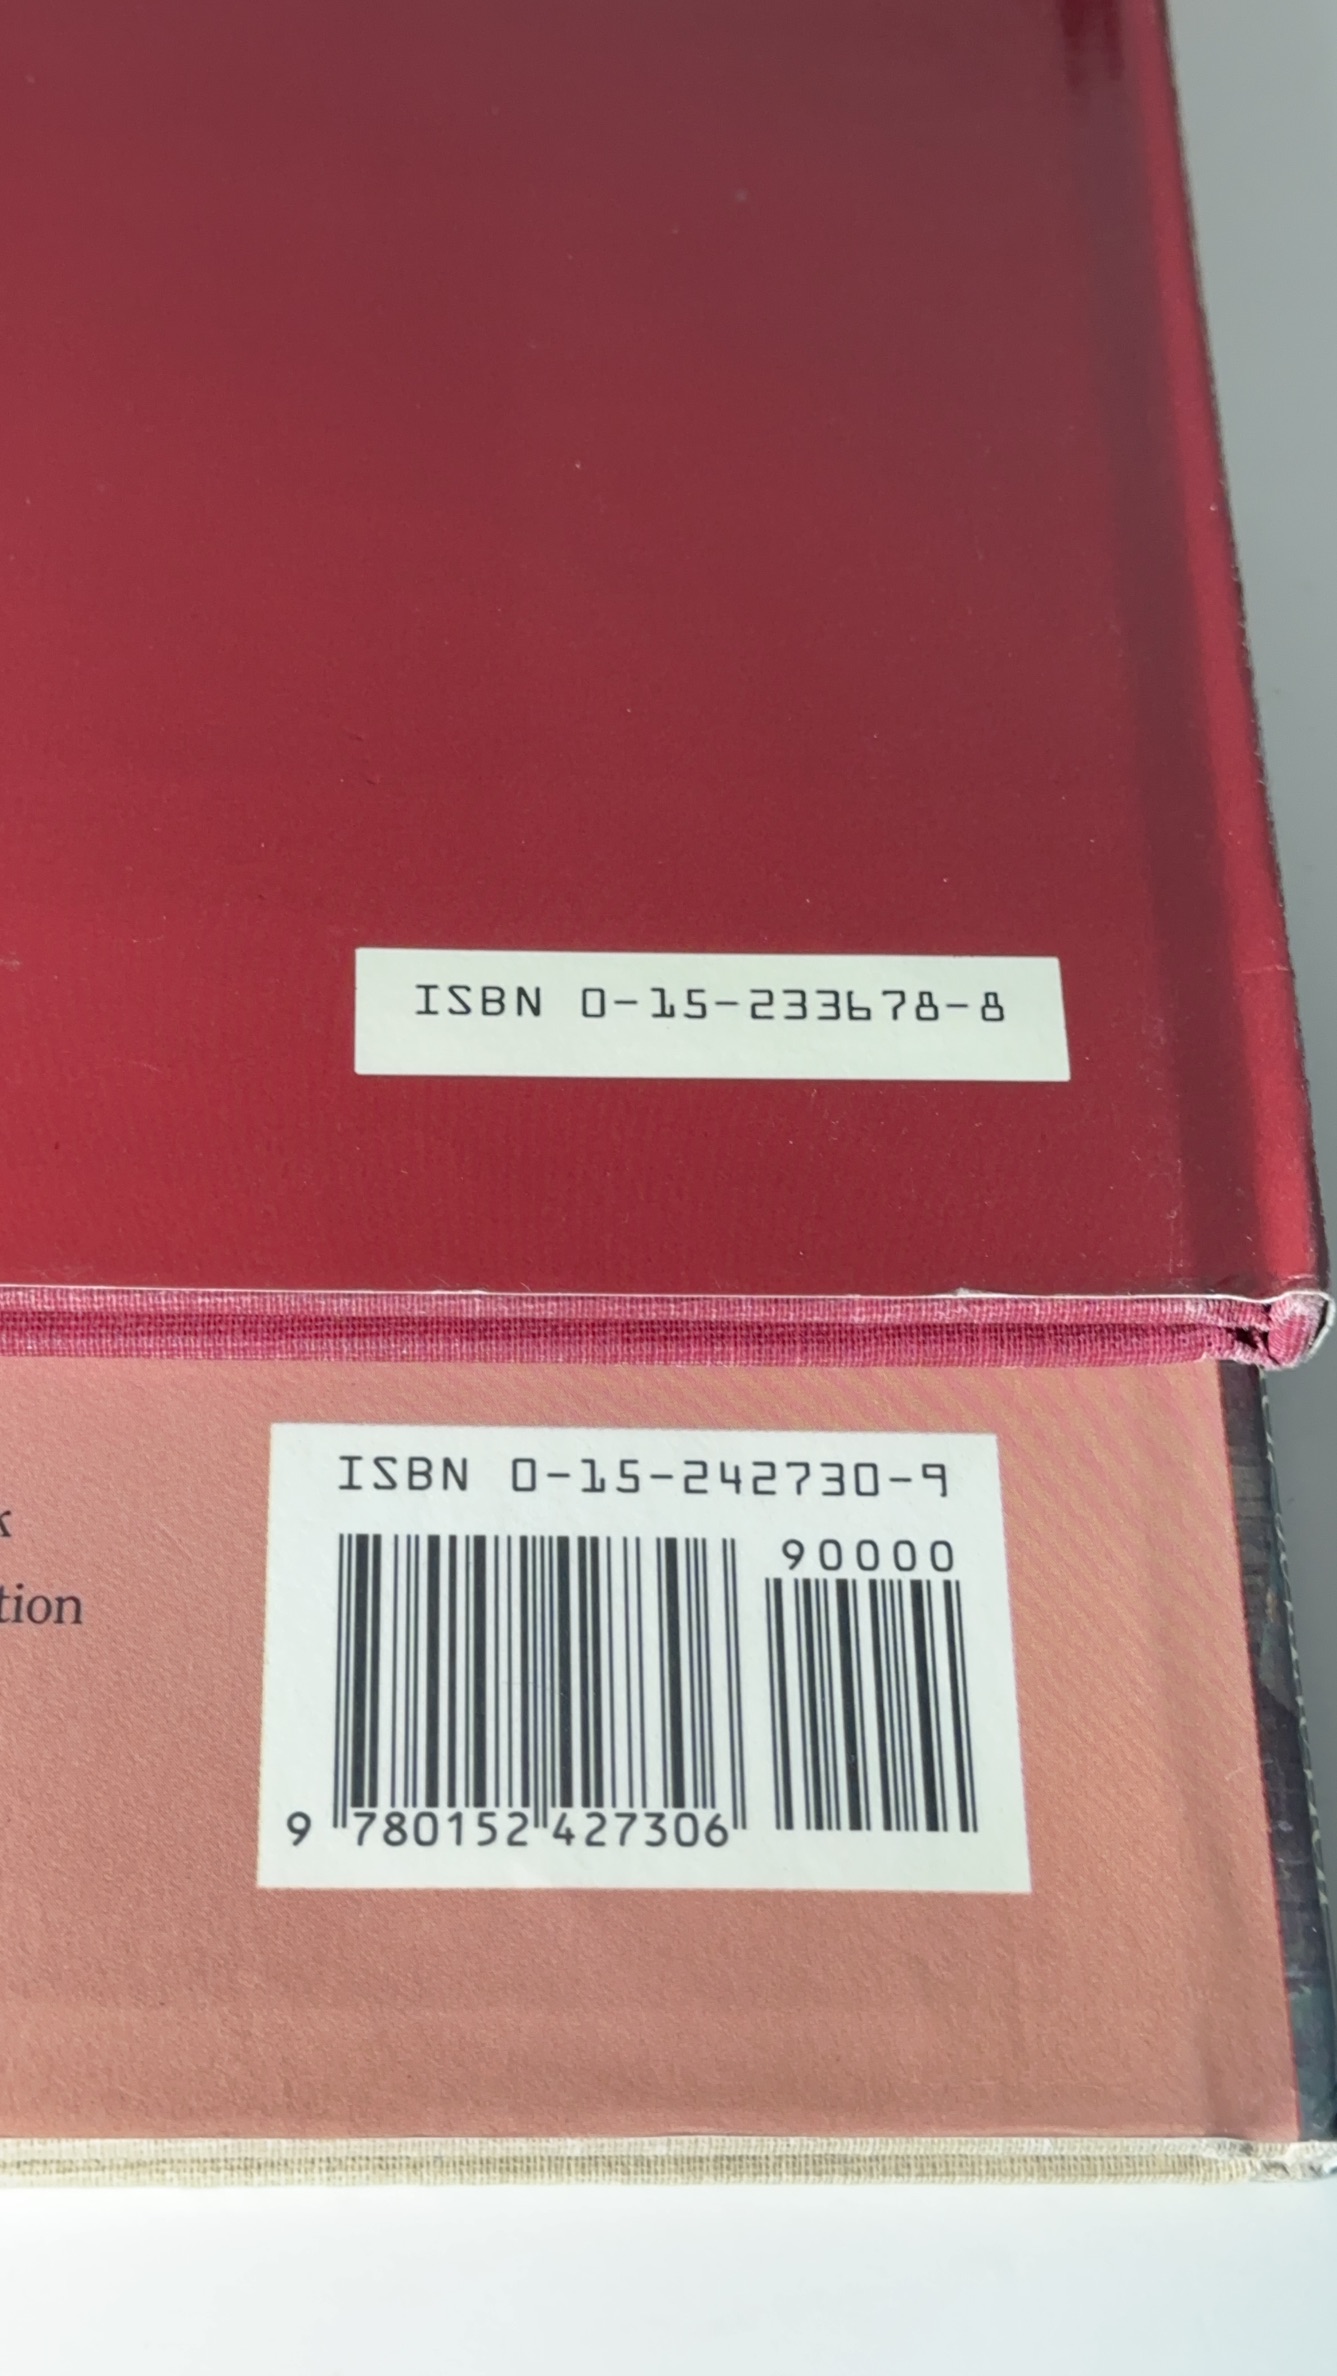 ISBN 0-15-233678-8
ISBN 0-15-242730-9
90000
9 780152 427306
tion